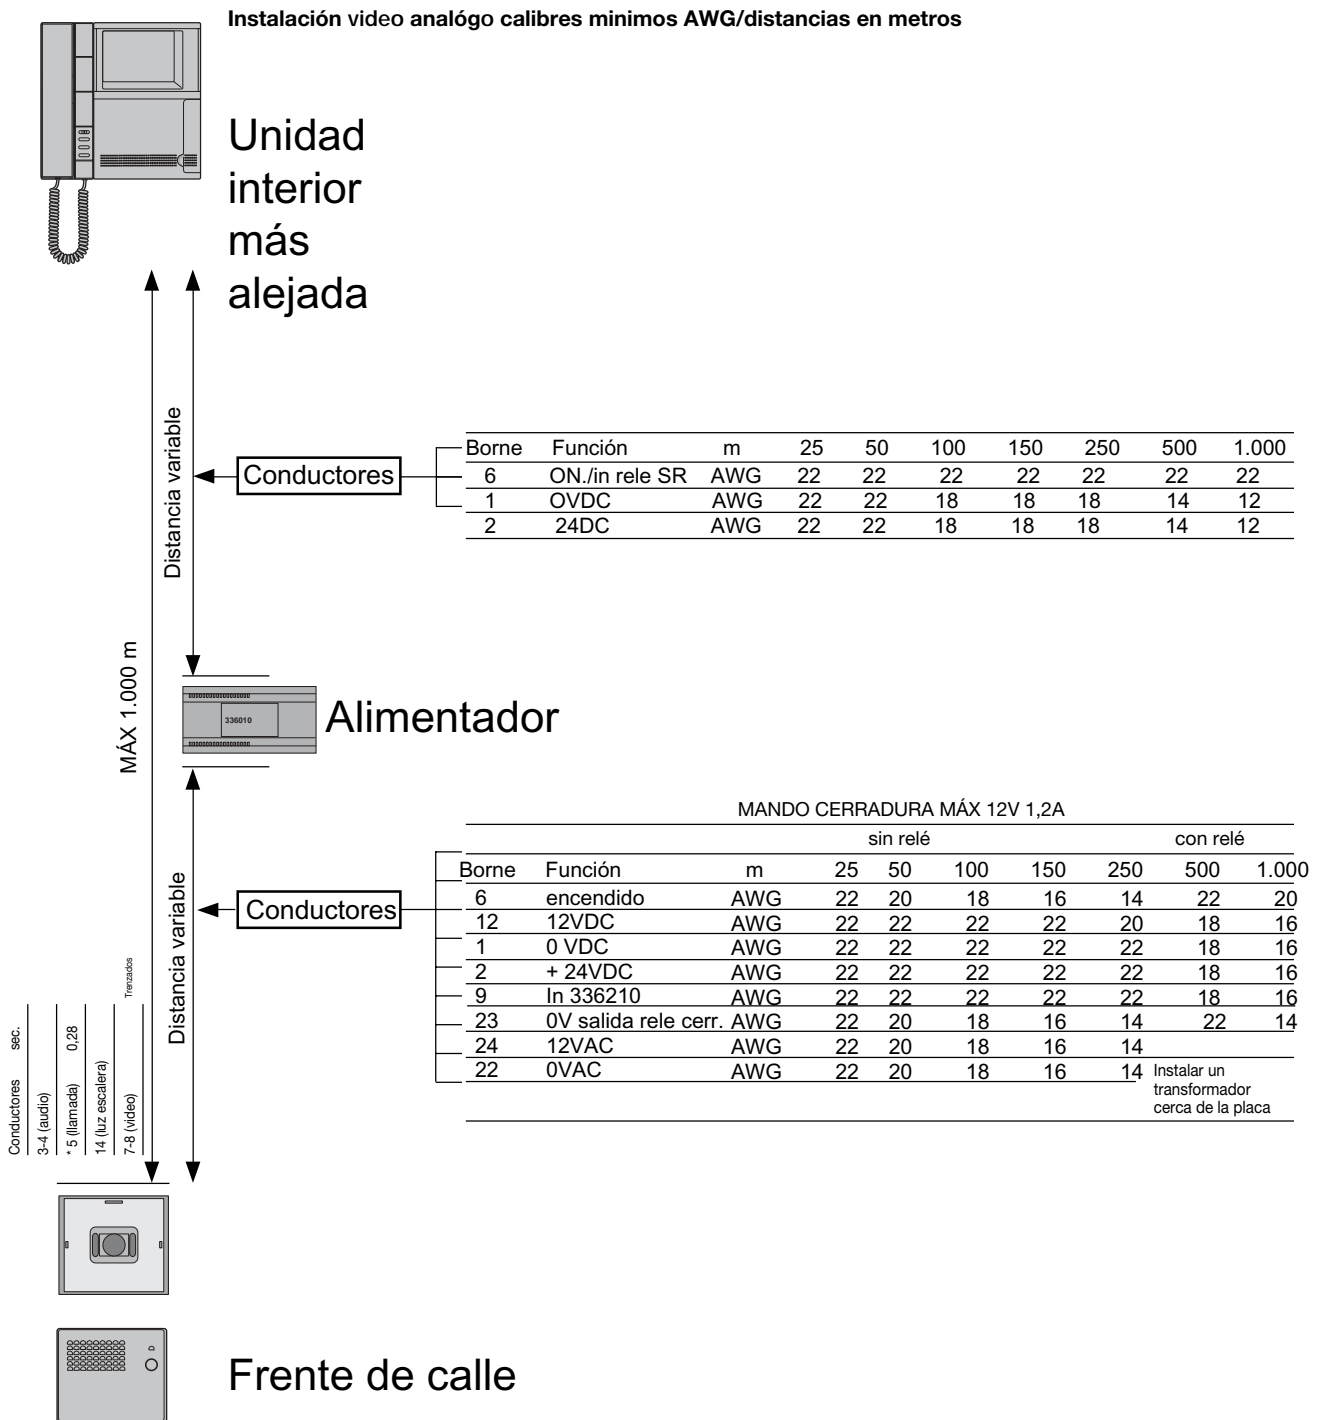 Instalación video analógo calibres minimos AWG/distancias en metros
Unidad
interior
más
alejada
Distancia variable
Conductores
Borne Función m 25 50 100 150 250 500 1.000
6 ON./in rele SR AWG 22 22 22 22 22 22 22
1 OVDC AWG 22 22 18 18 18 14 12
2 24DC AWG 22 22 18 18 18 14 12
MÁX 1.000 m
336010
Alimentador
MANDO CERRADURA MÁX 12V 1,2A
sin relé con relé
Borne Función m 25 50 100 150 250 500 1.000
6 encendido AWG 22 20 18 16 14 22 20
12 12VDC AWG 22 22 22 22 20 18 16
1 0 VDC AWG 22 22 22 22 22 18 16
2 + 24VDC AWG 22 22 22 22 22 18 16
9 In 336210 AWG 22 22 22 22 22 18 16
23 0V salida rele cerr. AWG 22 20 18 16 14 22 14
24 12VAC AWG 22 20 18 16 14
22 0VAC AWG 22 20 18 16 14
Instalar un
transformador
cerca de la placa
Conductores
Distancia variable
Conductores sec.
3-4 (audio)
* 5 (llamada) 0,28
14 (luz escalera)
7-8 (video) Trenzados
Frente de calle